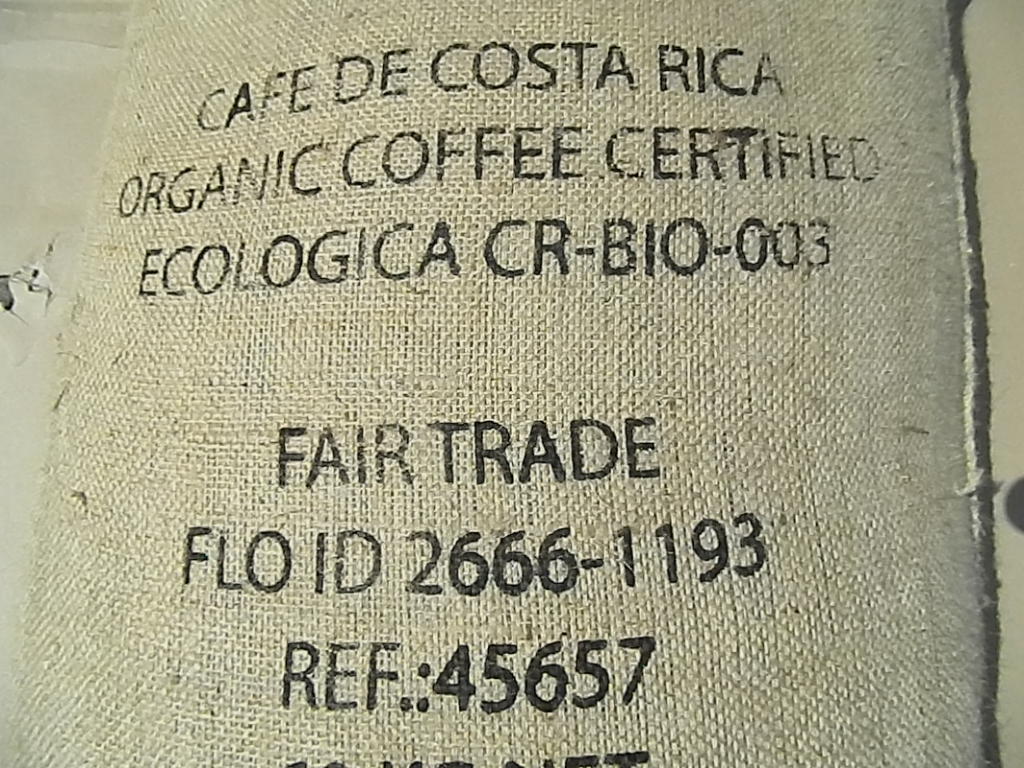 CAFE DE COSTA RICA
ORGANIC COFFEE CERTIFIED
ECOLOGICA CR-BIO-003
FAIR TRADE
FLO ID 2666-1193
REF.:45657